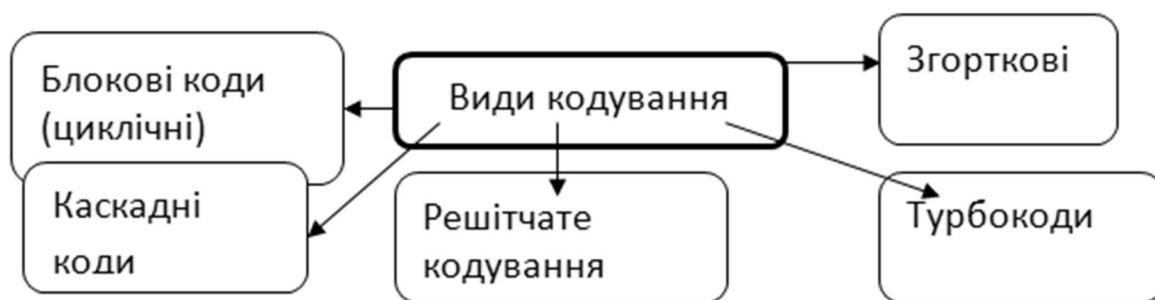 Види кодування
Блокові коди
(циклічні)
Каскадні
коди
Решітчате
кодування
Згорткові
Турбокоди